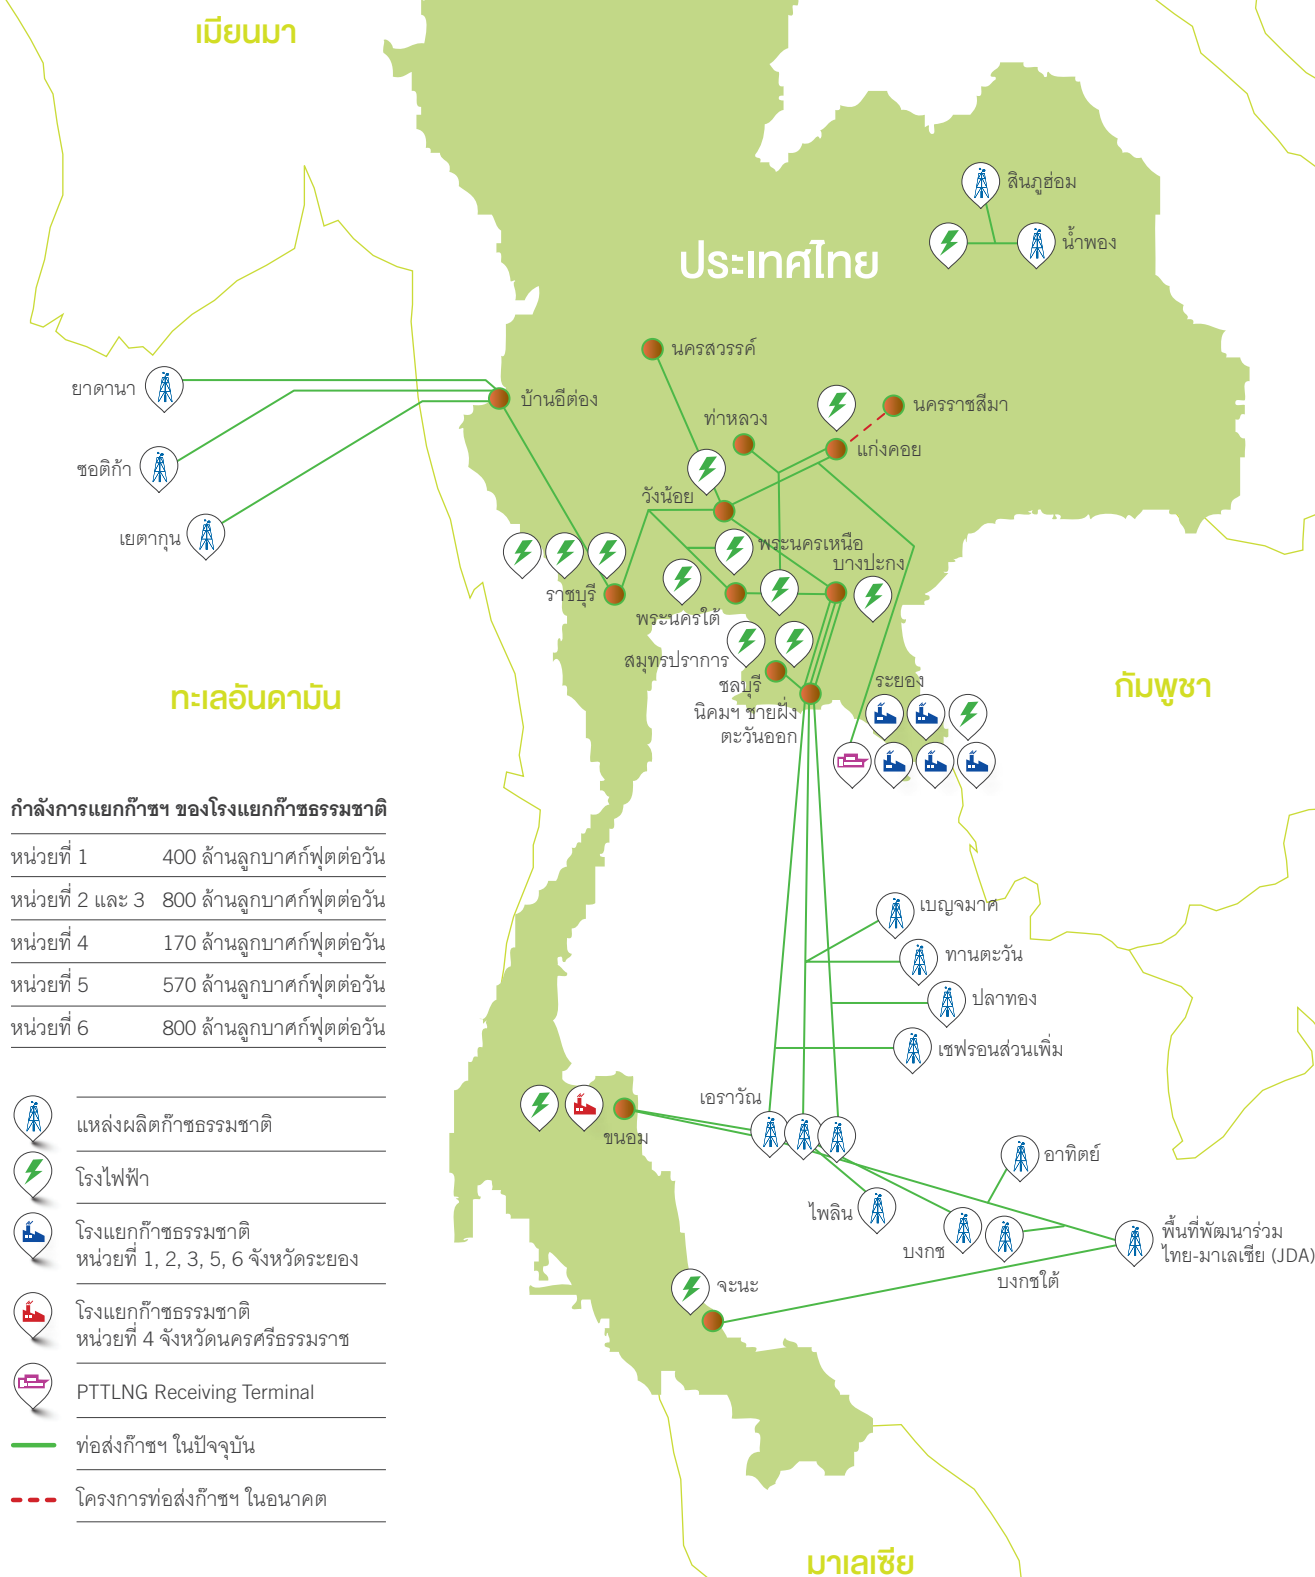 เมียนมา
สินภูฮ่อม
น้ำพอง
ประเทศไทย
นครสวรรค์
ยาดานา
บ้านอีต่อง
ท่าหลวง
นครราชสีมา
แก่งคอย
ซอติก้า
วังน้อย
เยตากุน
พระนครเหนือ
บางปะกง
ราชบุรี
พระนครใต้
สมุทรปราการ
ชลบุรี
ระยอง
นิคมฯ ชายฝั่ง
ตะวันออก
ทะเลอันดามัน
กัมพูชา
กำลังการแยกก๊าซฯ ของโรงแยกก๊าซธรรมชาติ
หน่วยที่ 1 400 ล้านลูกบาศก์ฟุตต่อวัน
หน่วยที่ 2 และ 3 800 ล้านลูกบาศก์ฟุตต่อวัน
หน่วยที่ 4 170 ล้านลูกบาศก์ฟุตต่อวัน
หน่วยที่ 5 570 ล้านลูกบาศก์ฟุตต่อวัน
หน่วยที่ 6 800 ล้านลูกบาศก์ฟุตต่อวัน
เบญจมาศ
ทานตะวัน
ปลาทอง
เชฟรอนส่วนเพิ่ม
เอราวัณ
ขนอม
อาทิตย์
ไพลิน
บงกช
บงกชใต้
พื้นที่พัฒนาร่วม
ไทย-มาเลเซีย (JDA)
จะนะ
แหล่งผลิตก๊าซธรรมชาติ
โรงไฟฟ้า
โรงแยกก๊าซธรรมชาติ
หน่วยที่ 1, 2, 3, 5, 6 จังหวัดระยอง
โรงแยกก๊าซธรรมชาติ
หน่วยที่ 4 จังหวัดนครศรีธรรมราช
PTTLNG Receiving Terminal
ท่อส่งก๊าซฯ ในปัจจุบัน
โครงการท่อส่งก๊าซฯ ในอนาคต
มาเลเซีย